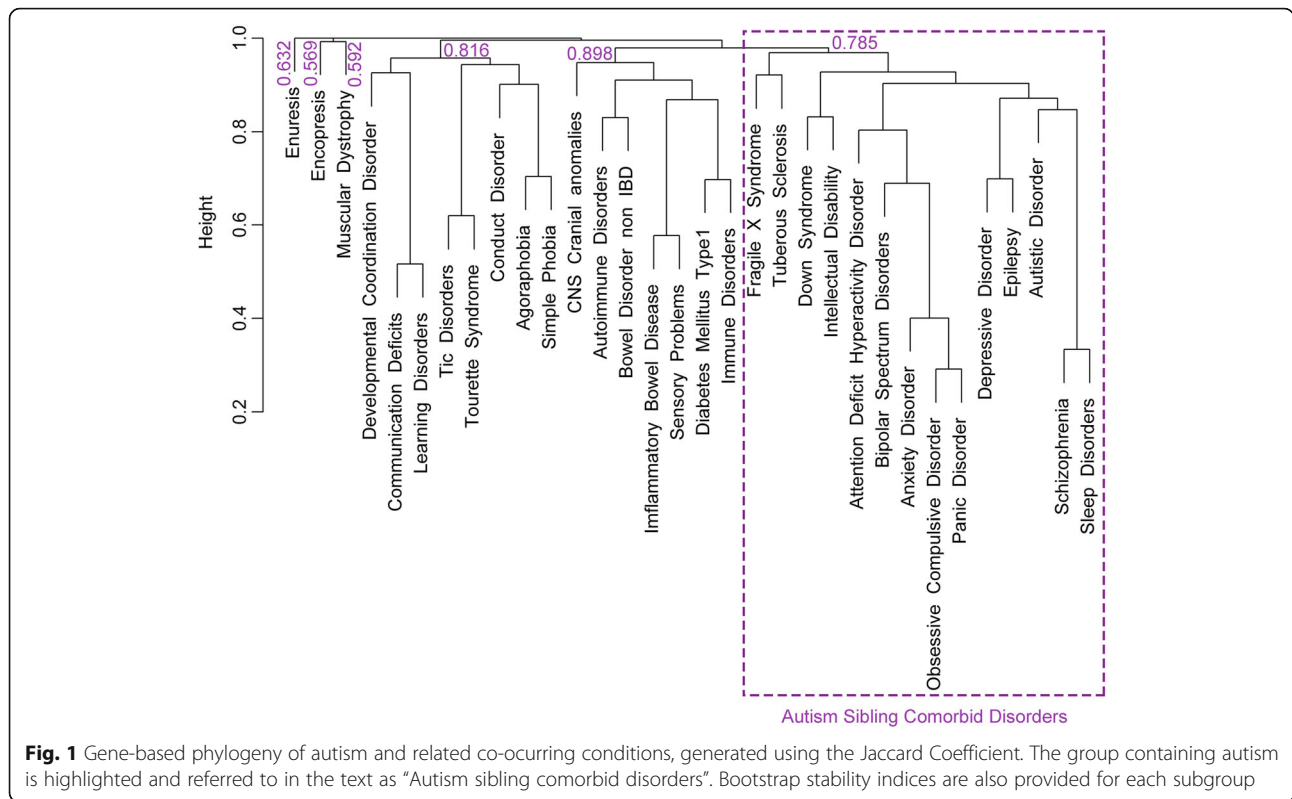 1.0
0.8
0.6
0.4
0.2
Height
0.632
0.569
0.592
0.816
0.898
0.785
Enuresis
Encopresis
Muscular Dystrophy
Developmental Coordination Disorder
Communication Deficits
Learning Disorders
Tic Disorders
Tourette Syndrome
Conduct Disorder
Agoraphobia
Simple Phobia
CNS Cranial anomalies
Autoimmune Disorders
Bowel Disorder non IBD
Imflammatory Bowel Disease
Sensory Problems
Diabetes Mellitus Type1
Immune Disorders
Fragile X Syndrome
Tuberous Sclerosis
Down Syndrome
Intellectual Disability
Attention Deficit Hyperactivity Disorder
Bipolar Spectrum Disorders
Anxiety Disorder
Obsessive Compulsive Disorder
Panic Disorder
Depressive Disorder
Epilepsy
Autistic Disorder
Schizophrenia
Sleep Disorders
Autism Sibling Comorbid Disorders
Fig. 1 Gene-based phylogeny of autism and related co-ocurring conditions, generated using the Jaccard Coefficient. The group containing autism
is highlighted and referred to in the text as “Autism sibling comorbid disorders”. Bootstrap stability indices are also provided for each subgroup